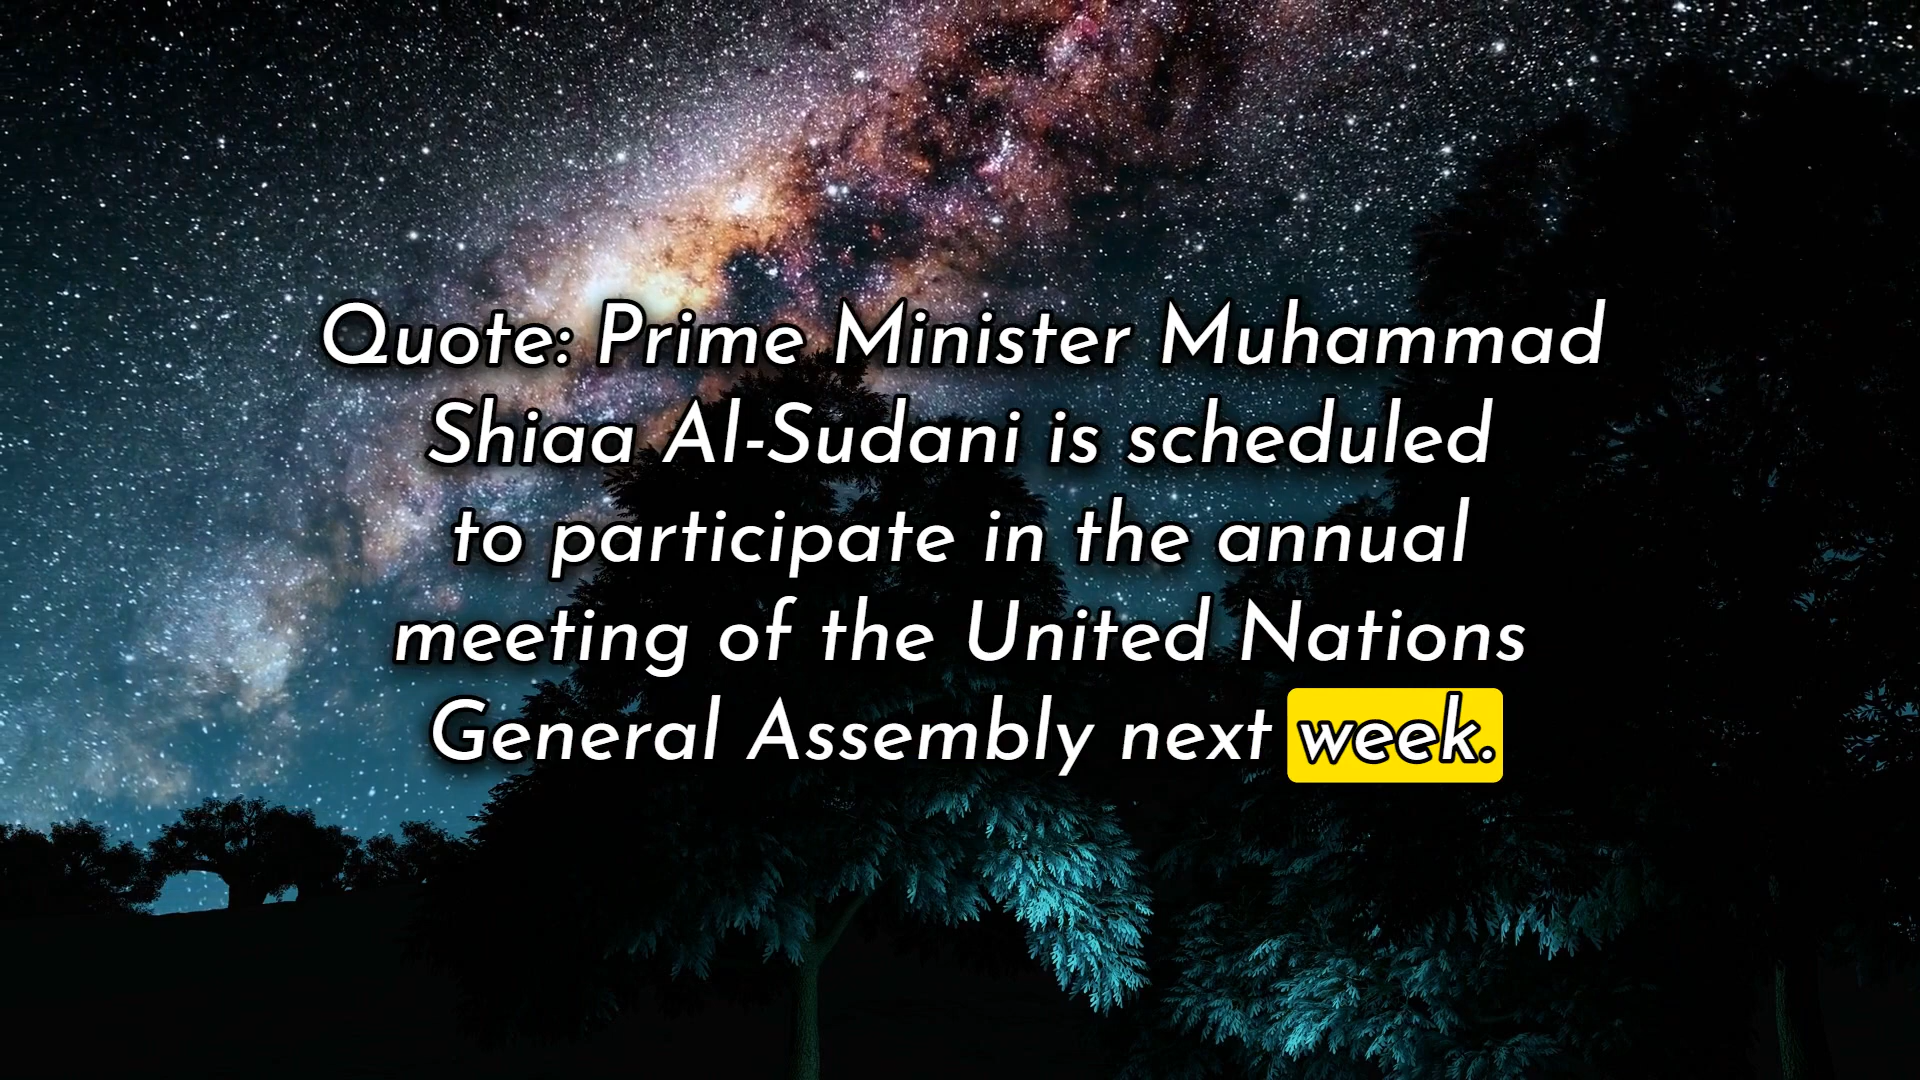 Quote: Prime Minister Muhammad
Shiaa Al-Sudani is scheduled
to participate in the annual
meeting of the United Nations
General Assembly next week.